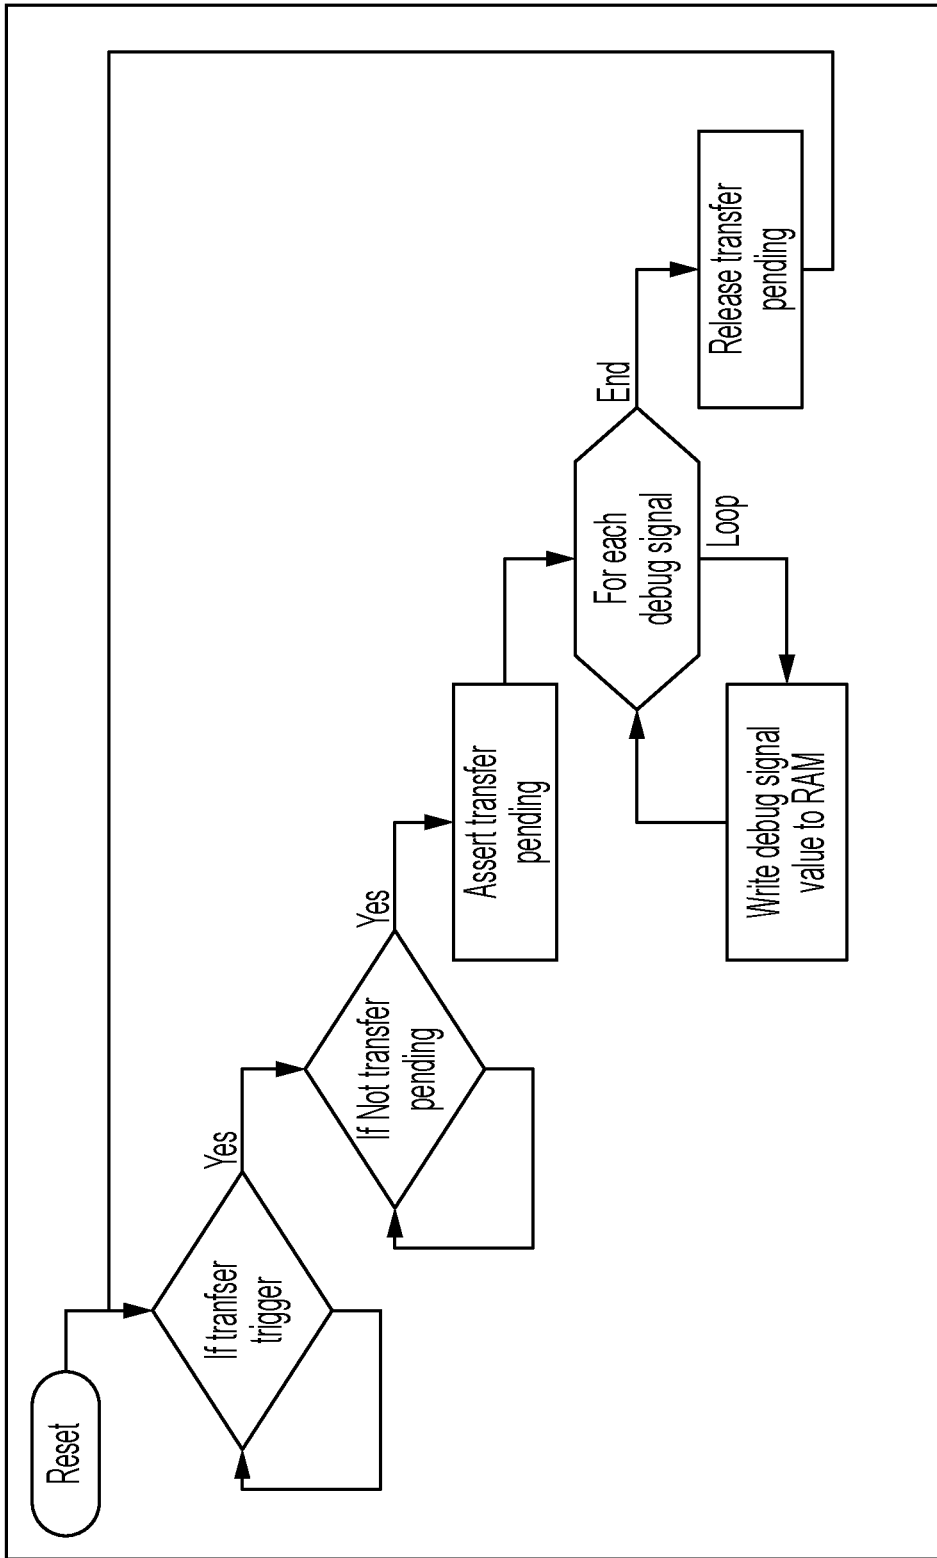 Reset
If tranfser
trigger
Yes
If Not transfer
pending
Yes
Assert transfer
pending
For each
debug signal
End
Loop
Write debug signal
value to RAM
Release transfer
pending